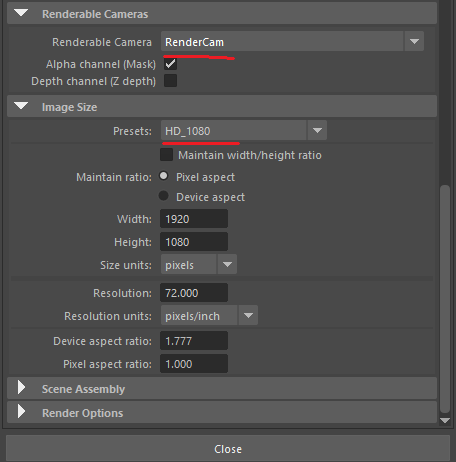 Renderable Cameras
Renderable Camera RenderCam
Alpha channel (Mask)
Depth channel (Z depth)
Image Size
Presets: HD_1080
Maintain width/height ratio
Maintain ratio: Pixel aspect
Device aspect
Width: 1920
Height: 1080
Size units: pixels
Resolution: 72.000
Resolution units: pixels/inch
Device aspect ratio: 1.777
Pixel aspect ratio: 1.000
Scene Assembly
Render Options
Close